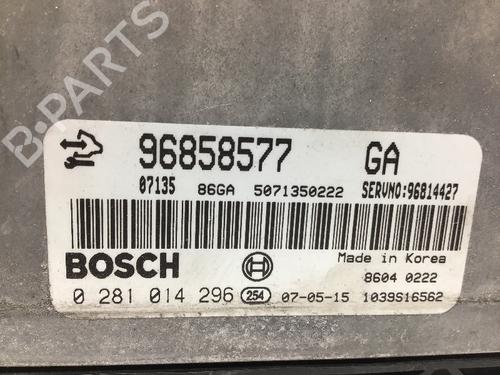 B-PARTS
96858577 GA
07135 86GA 5071350222 SERVNO:96814427
BOSCH Made in Korea
8604 0222
0 281 014 296 254 07-05-15 1039S16562